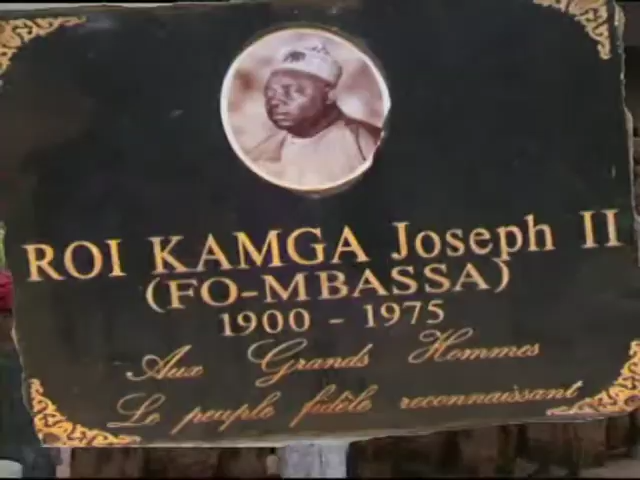 ROI KAMGA Joseph II
(FO-MBASSA)
1900 - 1975
Aux Grands Hommes
Le peuple fidèle reconnaissant